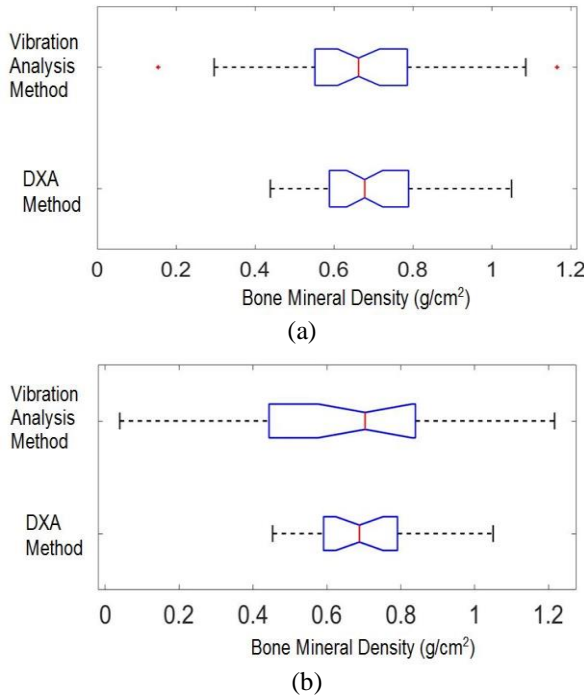 Vibration
Analysis
Method
DXA
Method
0 0.2 0.4 0.6 0.8 1 1.2
Bone Mineral Density (g/cm²)
(a)
Vibration
Analysis
Method
DXA
Method
0 0.2 0.4 0.6 0.8 1 1.2
Bone Mineral Density (g/cm²)
(b)